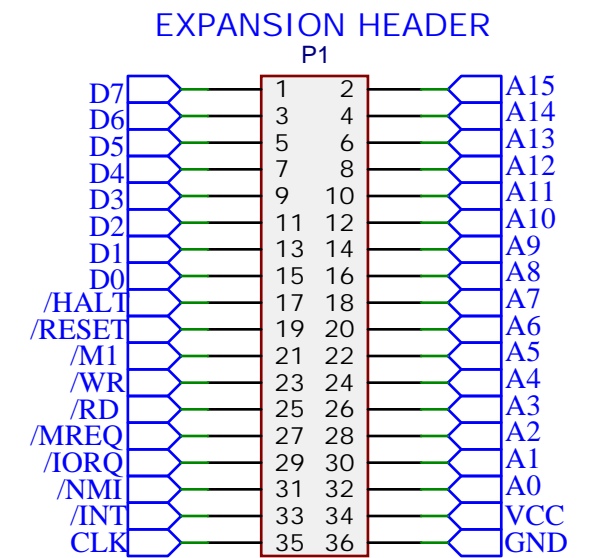 EXPANSION HEADER
P1
D7 1 2 A15
D6 3 4 A14
D5 5 6 A13
D4 7 8 A12
D3 9 10 A11
D2 11 12 A10
D1 13 14 A9
D0 15 16 A8
/HALT 17 18 A7
/RESET 19 20 A6
/M1 21 22 A5
/WR 23 24 A4
/RD 25 26 A3
/MREQ 27 28 A2
/IORQ 29 30 A1
/NMI 31 32 A0
/INT 33 34 VCC
CLK 35 36 GND